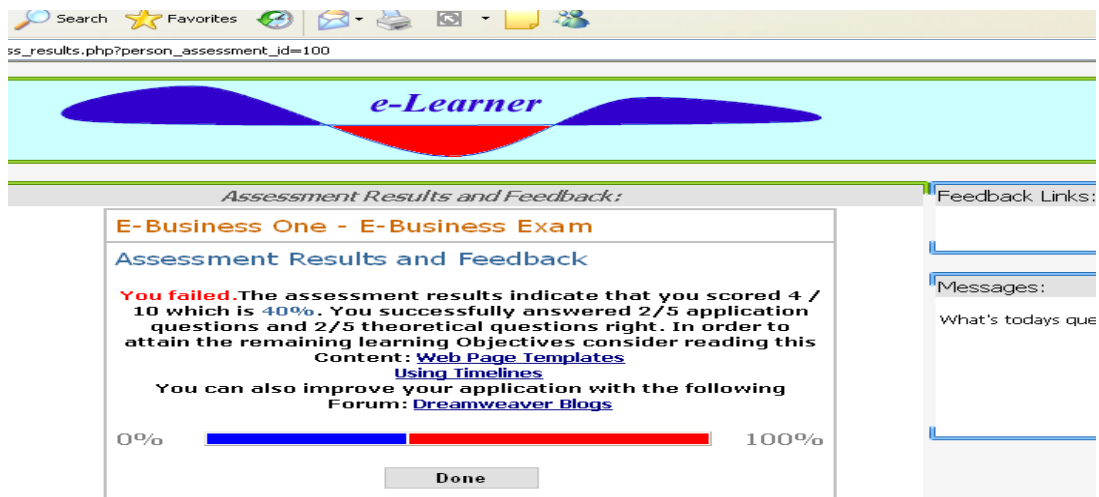 Search Favorites
ss_results.php?person_assessment_id=100
e-Learner
Assessment Results and Feedback:
E-Business One - E-Business Exam
Assessment Results and Feedback
You failed.The assessment results indicate that you scored 4 /
10 which is 40%. You successfully answered 2/5 application
questions and 2/5 theoretical questions right. In order to
attain the remaining learning Objectives consider reading this
Content: Web Page Templates
Using Timelines
You can also improve your application with the following
Forum: Dreamweaver Blogs
0% 100%
Done
Feedback Links:
Messages:
What's todays que